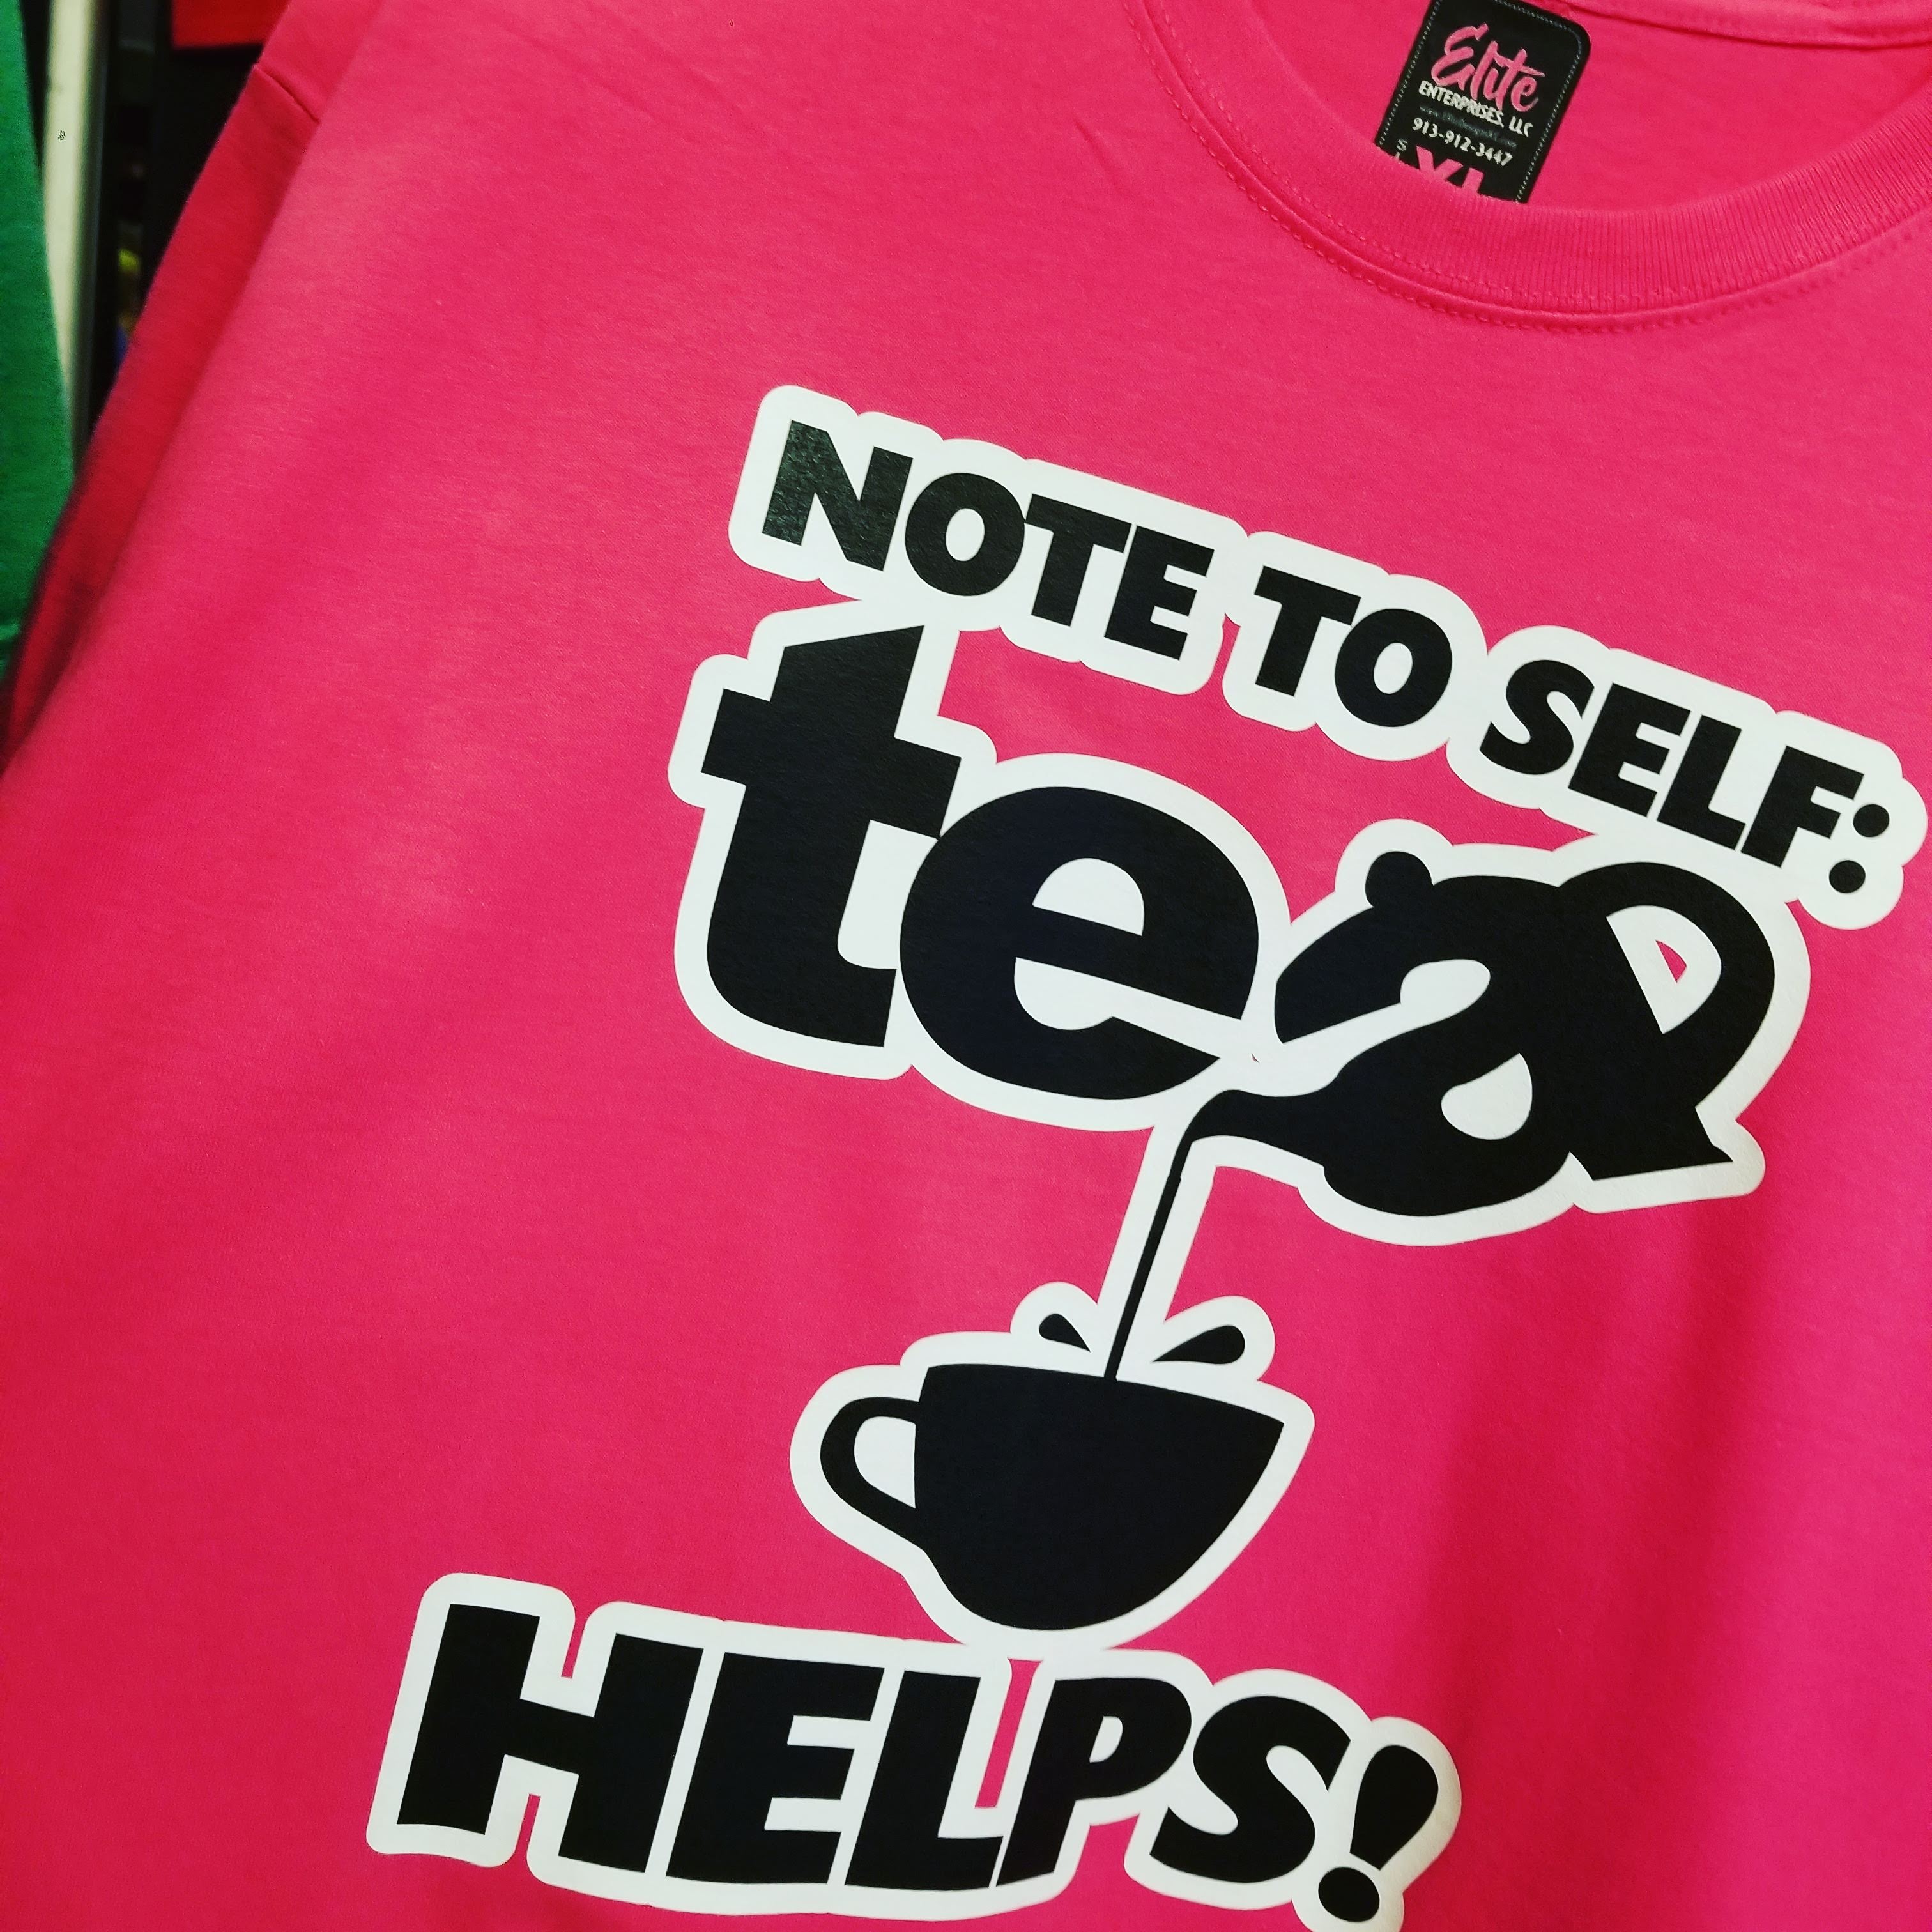 Elite
ENTERPRISES, LLC
913-912-3447
XL
NOTE TO SELF:
tea
HELPS!